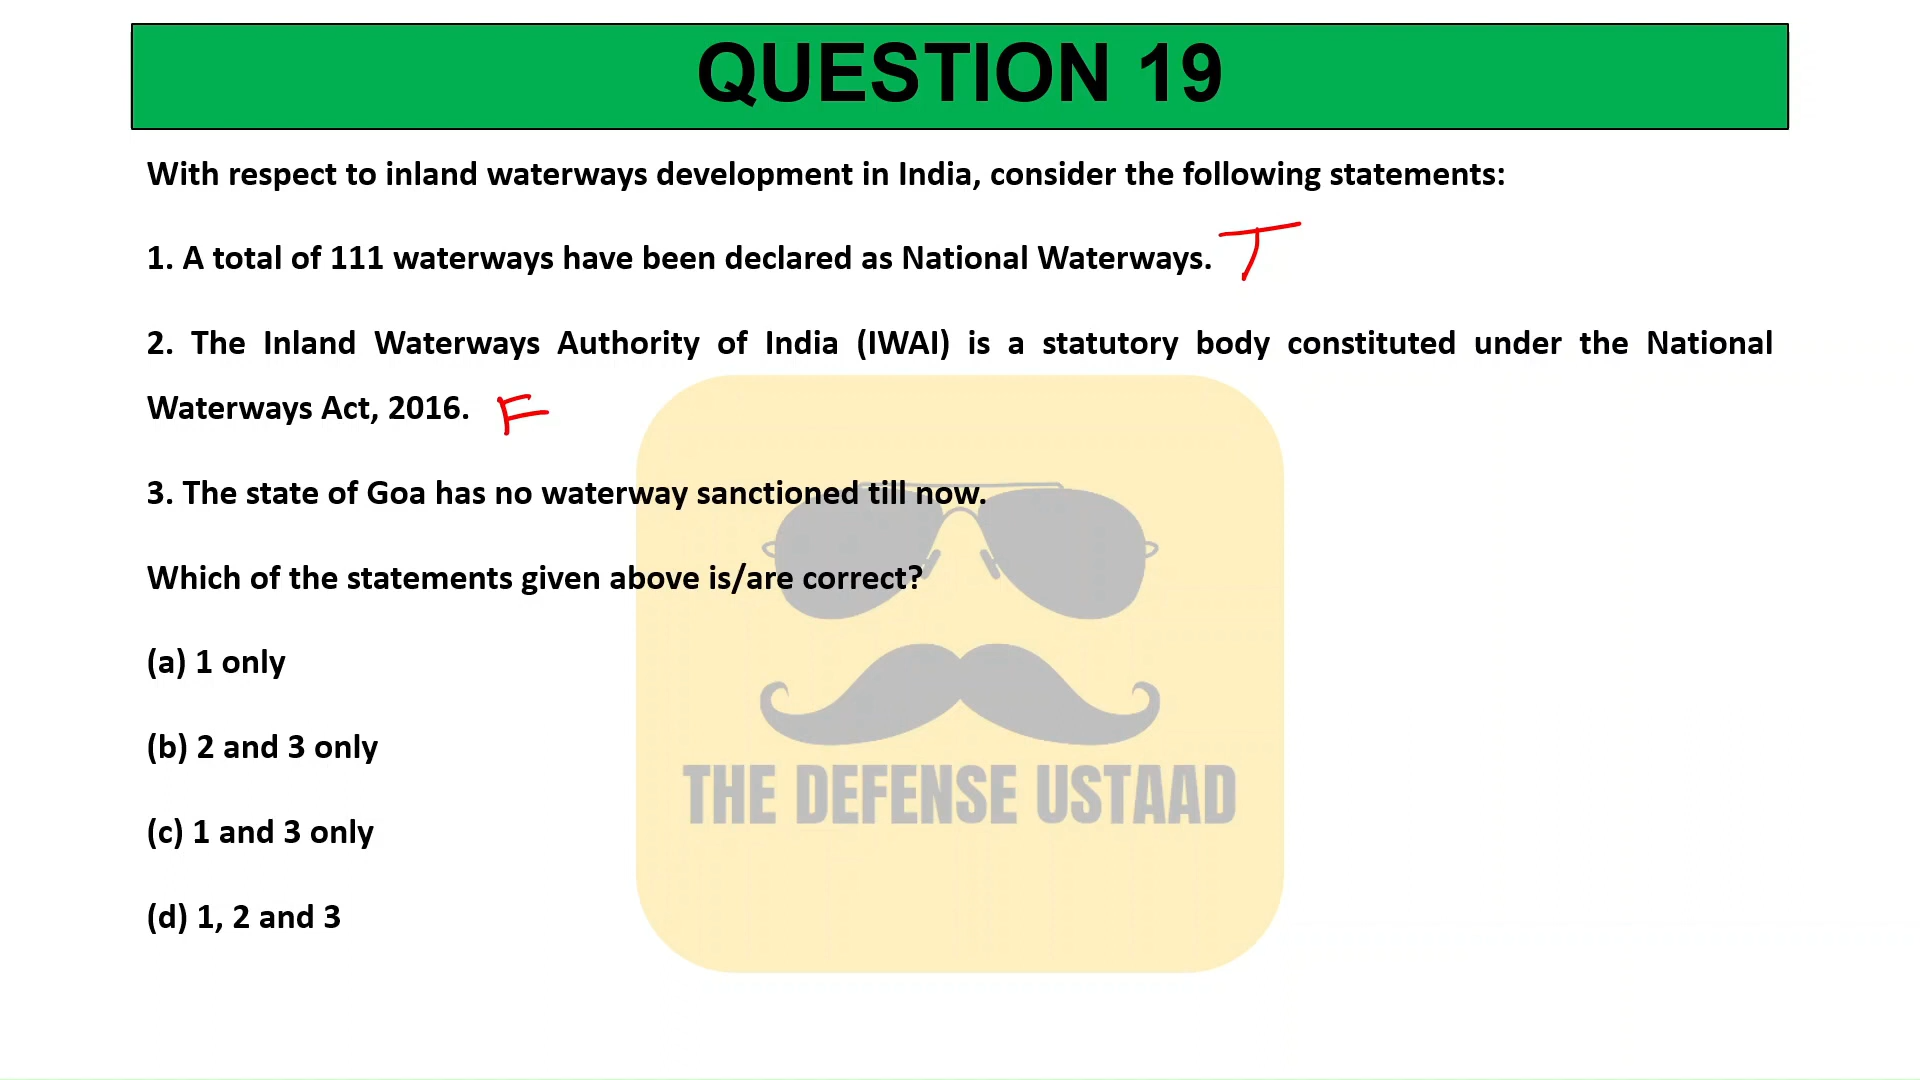 QUESTION 19
With respect to inland waterways development in India, consider the following statements:
1. A total of 111 waterways have been declared as National Waterways. T
2. The Inland Waterways Authority of India (IWAI) is a statutory body constituted under the National
Waterways Act, 2016. F
3. The state of Goa has no waterway sanctioned till now.
Which of the statements given above is/are correct?
(a) 1 only
(b) 2 and 3 only
(c) 1 and 3 only
(d) 1, 2 and 3
THE DEFENSE USTAAD